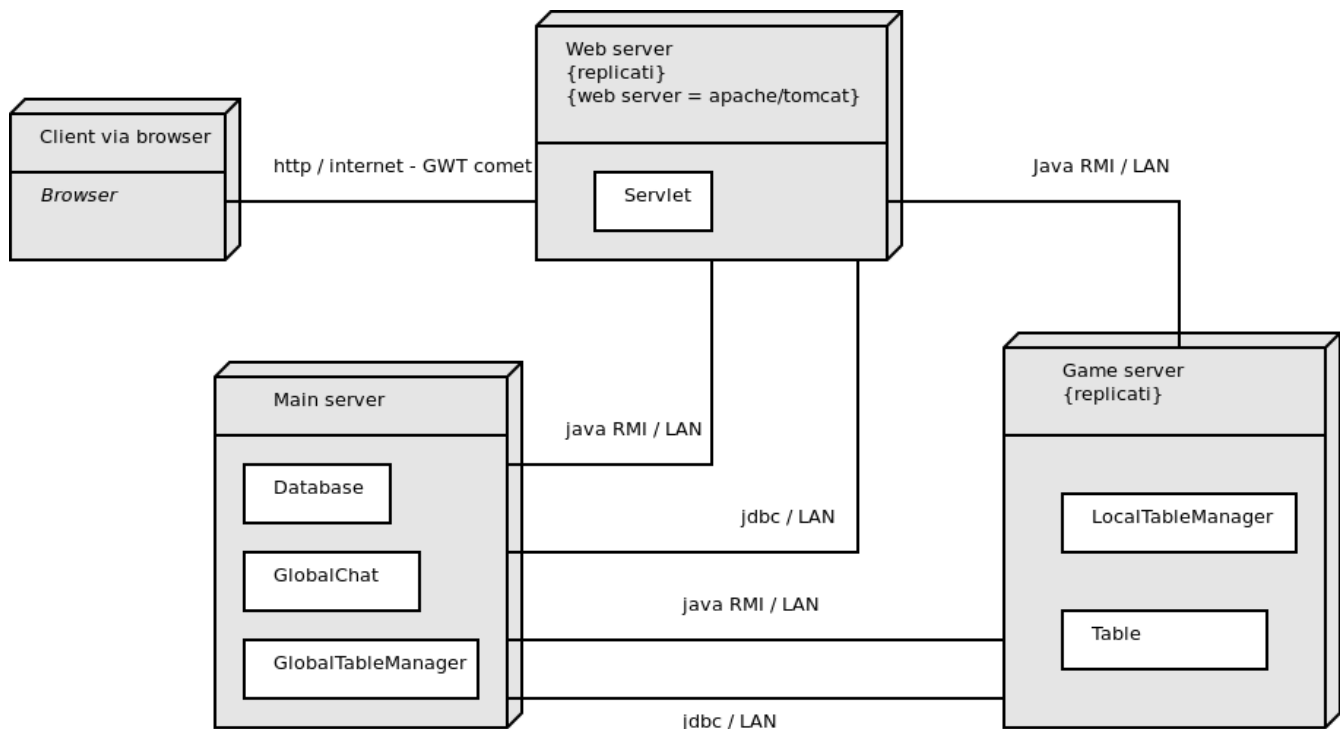 Web server
{replicati}
{web server = apache/tomcat}
Client via browser
Browser
http / internet - GWT comet
Servlet
Java RMI / LAN
Game server
{replicati}
Main server
java RMI / LAN
Database
LocalTableManager
jdbc / LAN
GlobalChat
java RMI / LAN
Table
GlobalTableManager
jdbc / LAN